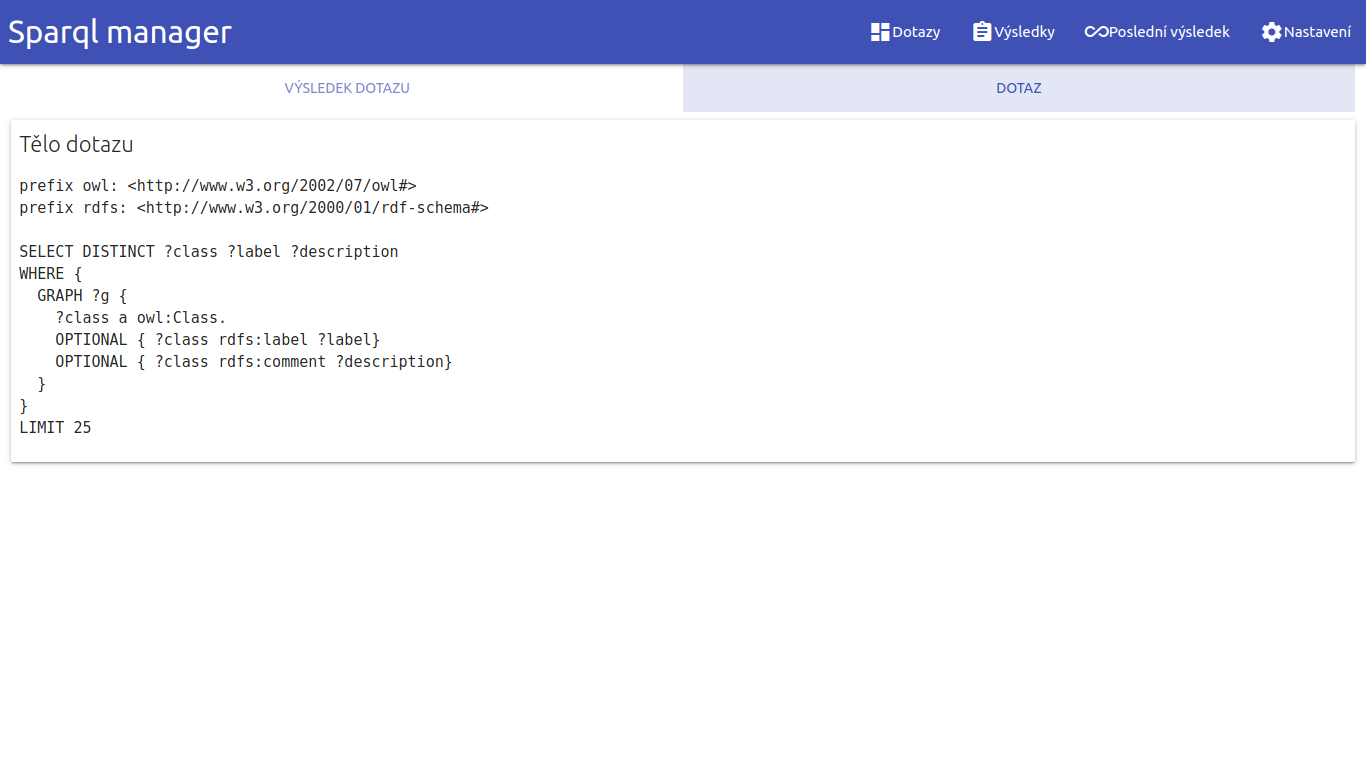 Sparql manager
Dotazy
Výsledky
Poslední výsledek
Nastavení
VÝSLEDEK DOTAZU
DOTAZ
Tělo dotazu
prefix owl: <http://www.w3.org/2002/07/owl#>
prefix rdfs: <http://www.w3.org/2000/01/rdf-schema#>

SELECT DISTINCT ?class ?label ?description
WHERE {
  GRAPH ?g {
    ?class a owl:Class.
    OPTIONAL { ?class rdfs:label ?label}
    OPTIONAL { ?class rdfs:comment ?description}
  }
}
LIMIT 25